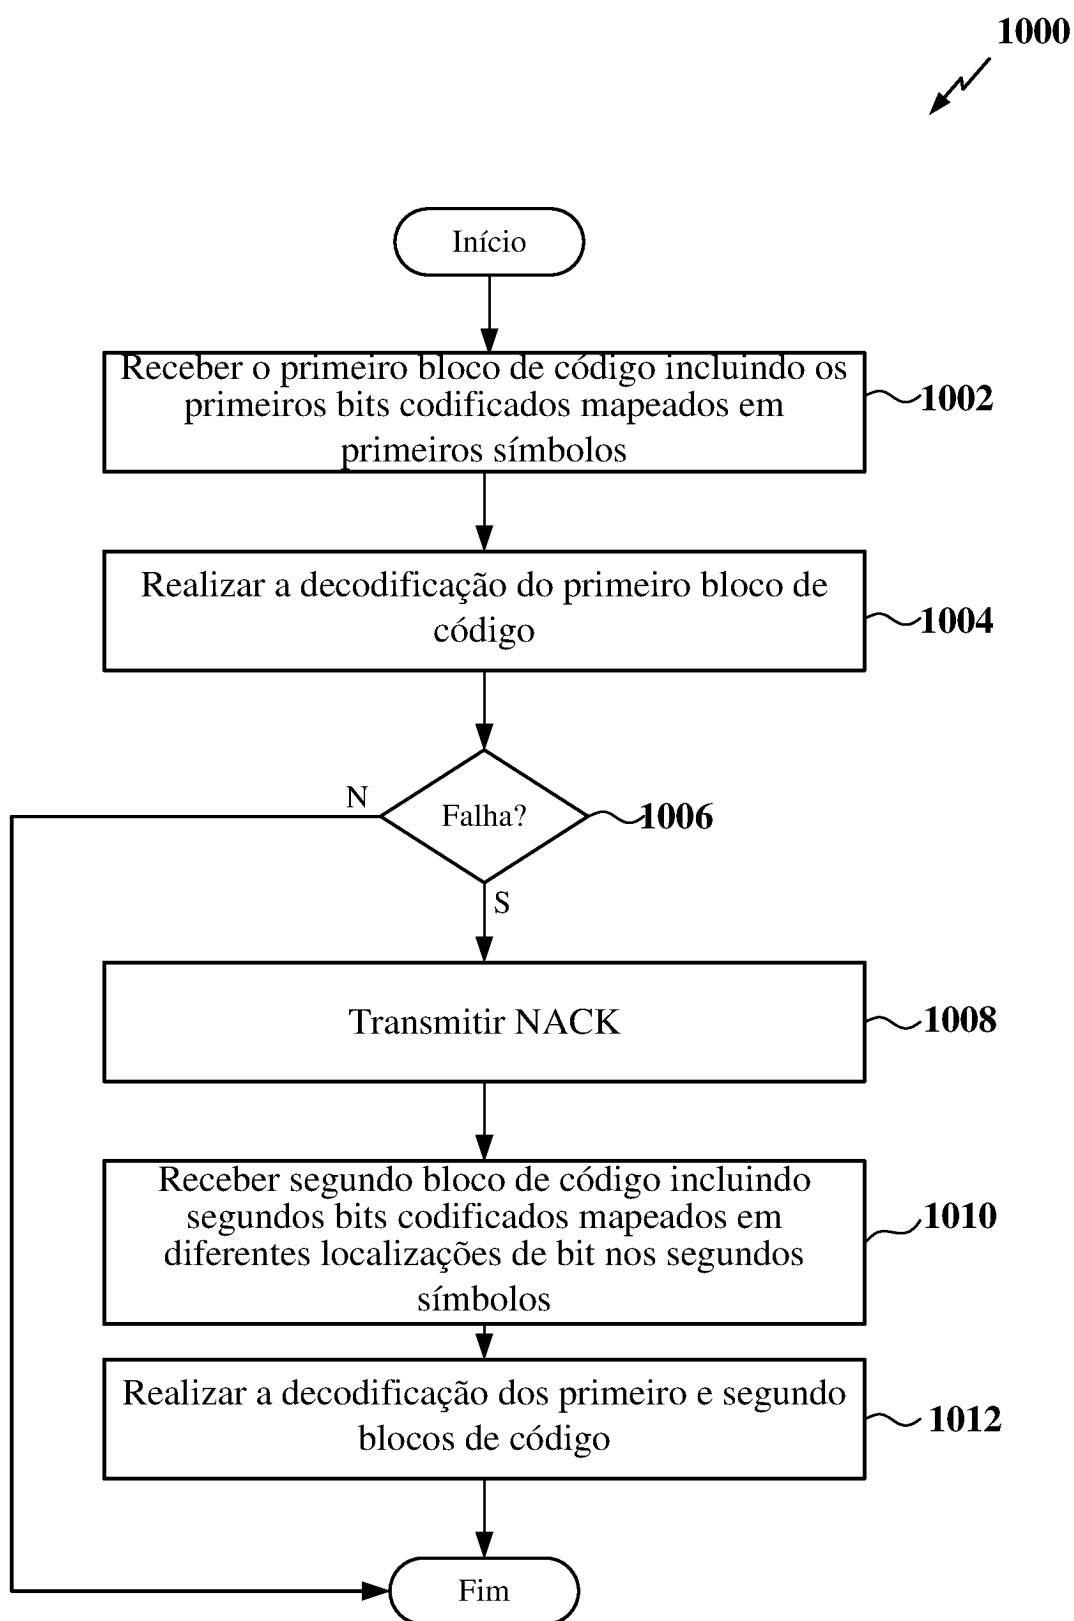 1000
Início
Receber o primeiro bloco de código incluindo os
primeiros bits codificados mapeados em
primeiros símbolos
1002
Realizar a decodificação do primeiro bloco de
código
1004
N
Falha?
1006
S
Transmitir NACK
1008
Receber segundo bloco de código incluindo
segundos bits codificados mapeados em
diferentes localizações de bit nos segundos
símbolos
1010
Realizar a decodificação dos primeiro e segundo
blocos de código
1012
Fim